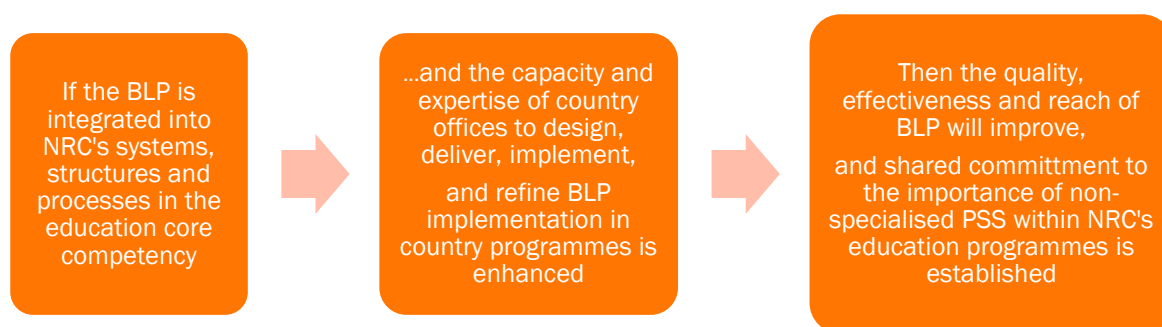 If the BLP is
integrated into
NRC's systems,
structures and
processes in the
education core
competency
...and the capacity and
expertise of country
offices to design,
deliver, implement,
and refine BLP
implementation in
country programmes is
enhanced
Then the quality,
effectiveness and reach of
BLP will improve,
and shared committment to
the importance of non-
specialised PSS within NRC's
education programmes is
established